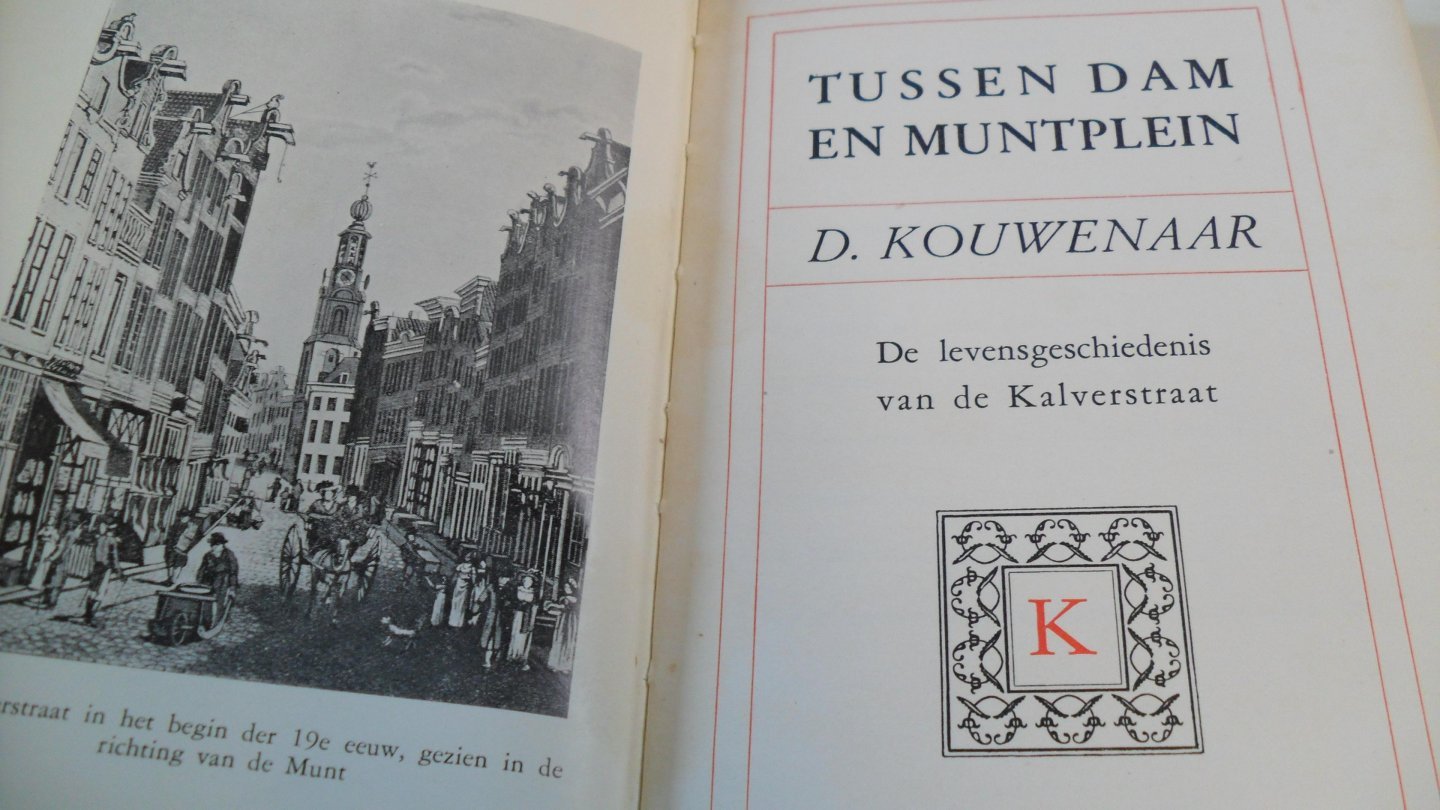 in het begin der 19e eeuw, gezien in de
richting van de Munt
TUSSEN DAM
EN MUNTPLEIN
D. KOUWENAAR
De levensgeschiedenis
van de Kalverstraat
K